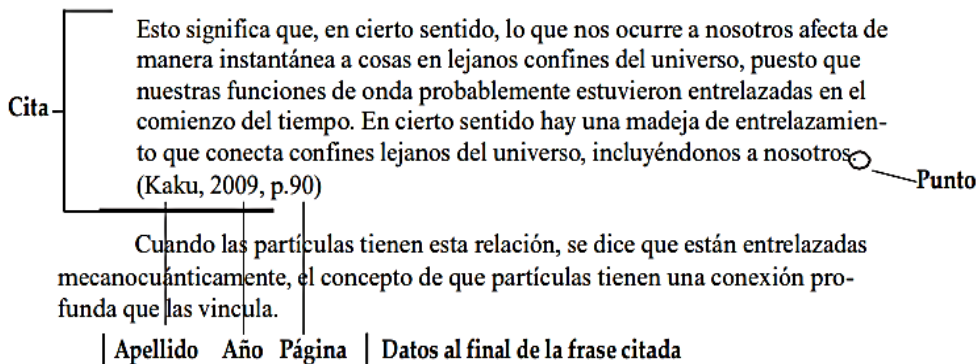 Esto significa que, en cierto sentido, lo que nos ocurre a nosotros afecta de
manera instantánea a cosas en lejanos confines del universo, puesto que
nuestras funciones de onda probablemente estuvieron entrelazadas en el
Cita
comienzo del tiempo. En cierto sentido hay una madeja de entrelazamien-
to que conecta confines lejanos del universo, incluyéndonos a nosotros.
(Kaku, 2009, p.90)
Punto
Cuando las partículas tienen esta relación, se dice que están entrelazadas
mecanocuánticamente, el concepto de que partículas tienen una conexión pro-
funda que las vincula.
Apellido Año Página Datos al final de la frase citada